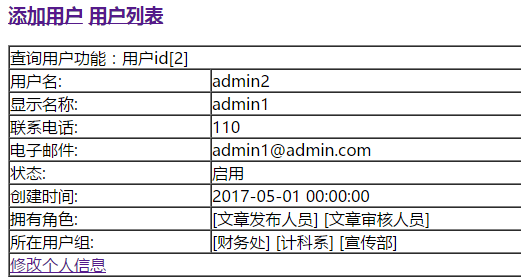 添加用户 用户列表
查询用户功能：用户id[2]
用户名: admin2
显示名称: admin1
联系电话: 110
电子邮件: admin1@admin.com
状态: 启用
创建时间: 2017-05-01 00:00:00
拥有角色: [文章发布人员] [文章审核人员]
所在用户组: [财务处] [计科系] [宣传部]
修改个人信息